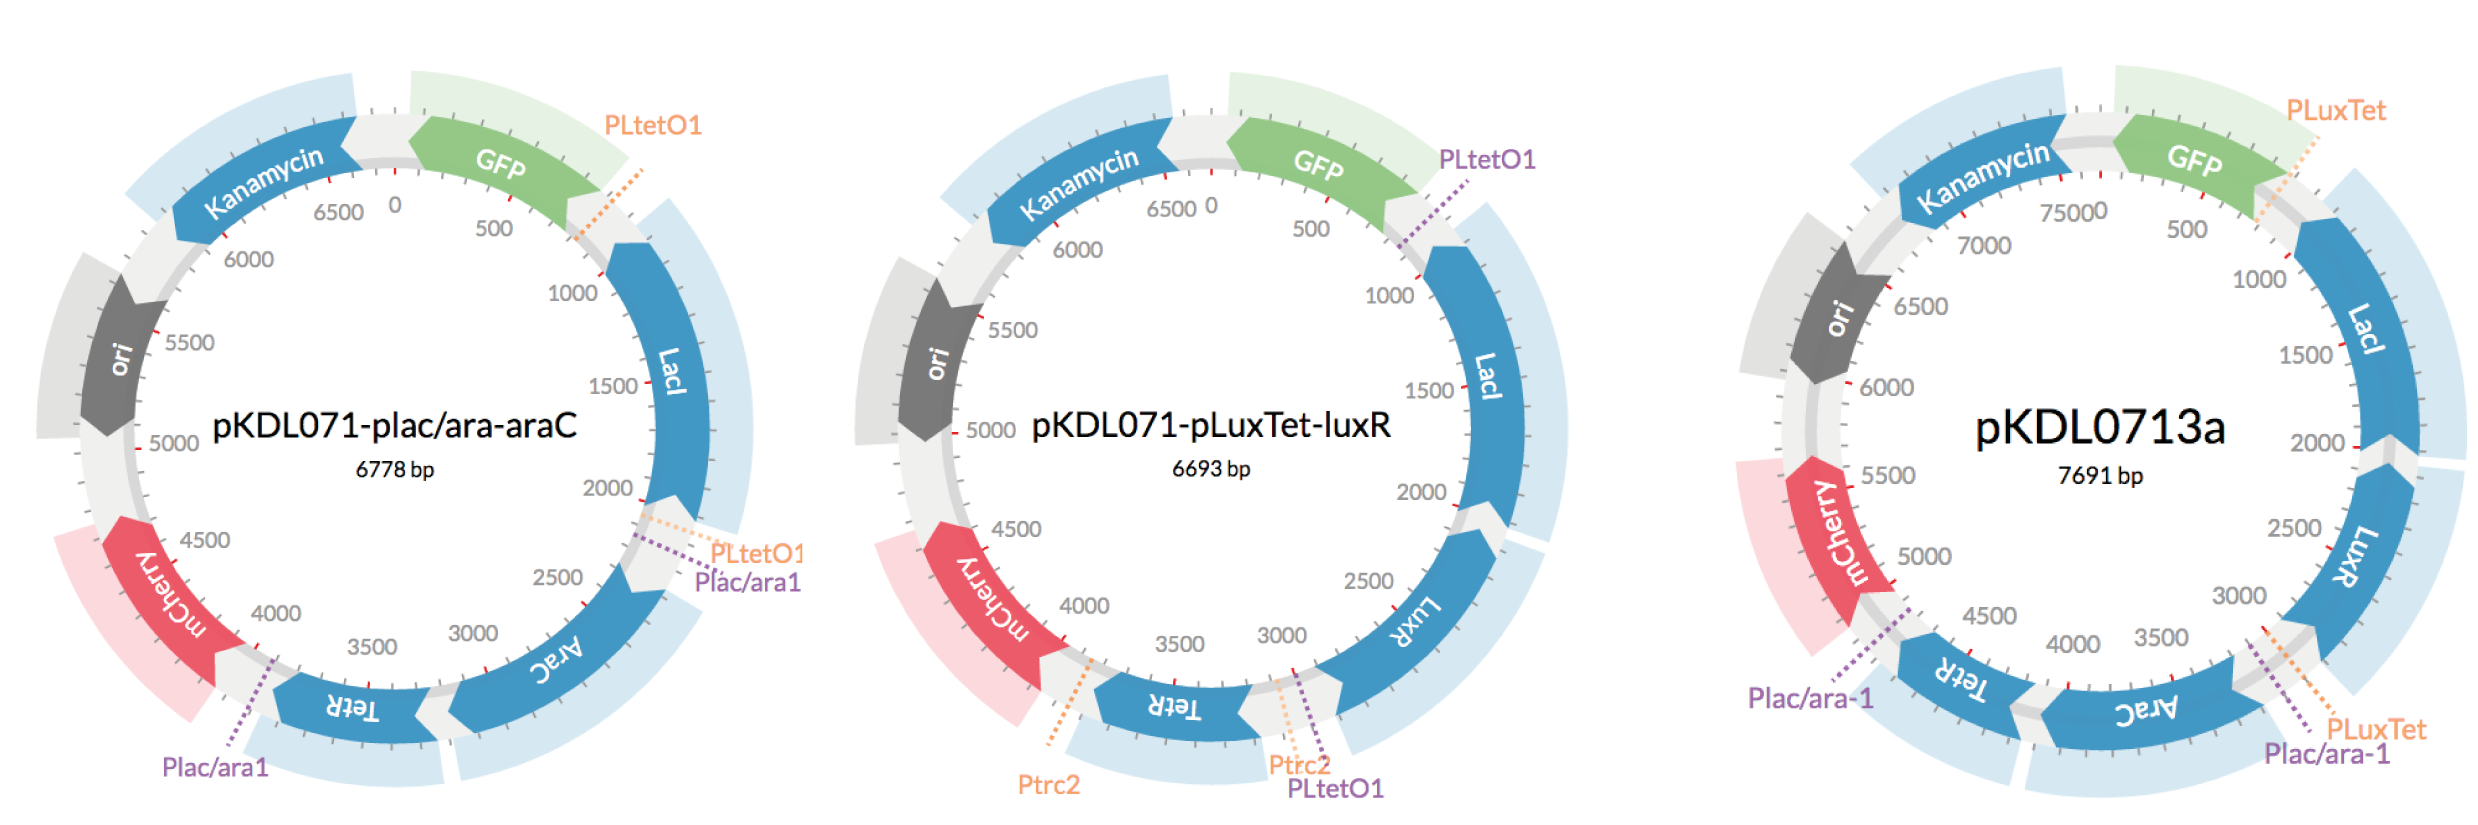 PLtetO1
GFP
Kanamycin
LacI
PLtetO1
Plac/ara1
AraC
TetR
Plac/ara1
mCherry
ori
0
500
1000
1500
2000
2500
3000
3500
4000
4500
5000
5500
6000
6500
pKDL071-plac/ara-araC
6778 bp
PLtetO1
GFP
Kanamycin
LacI
LuxR
PLtetO1
Ptrc2
TetR
Ptrc2
mCherry
ori
0
500
1000
1500
2000
2500
3000
3500
4000
4500
5000
5500
6000
6500
pKDL071-pLuxTet-luxR
6693 bp
PLuxTet
GFP
Kanamycin
LacI
LuxR
PLuxTet
Plac/ara-1
AraC
TetR
Plac/ara-1
mCherry
ori
0
500
1000
1500
2000
2500
3000
3500
4000
4500
5000
5500
6000
6500
7000
7500
pKDL0713a
7691 bp